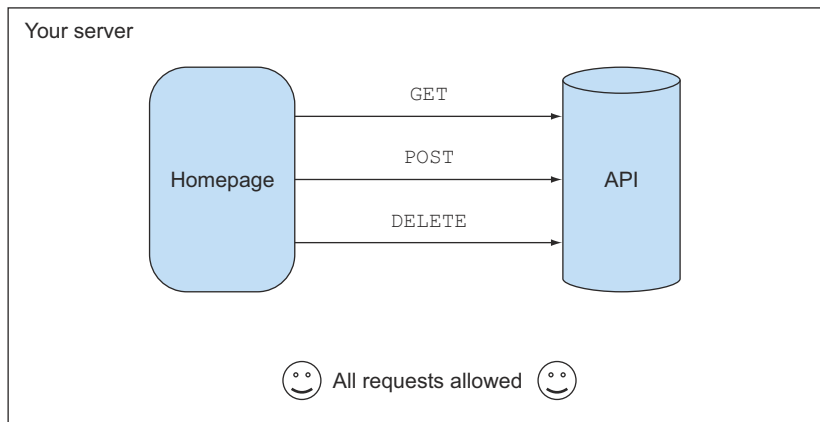 Your server
GET
POST
Homepage
API
DELETE
All requests allowed